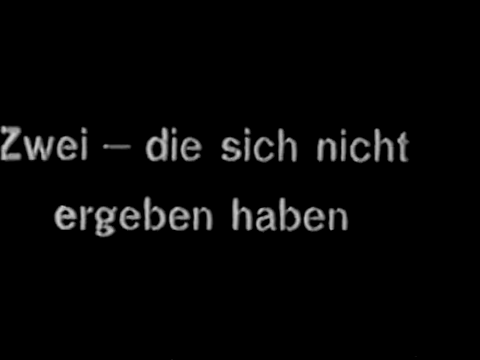 Zwei – die sich nicht
ergeben haben